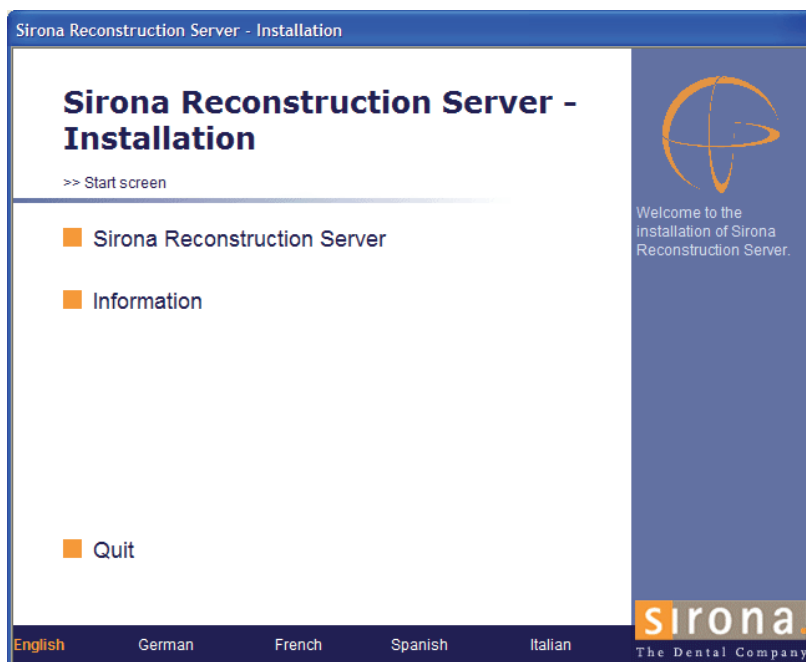 Sirona Reconstruction Server - Installation
Sirona Reconstruction Server -
Installation
>> Start screen
Welcome to the
installation of Sirona
Reconstruction Server.
Sirona Reconstruction Server
Information
Quit
English German French Spanish Italian
sirona.
The Dental Company